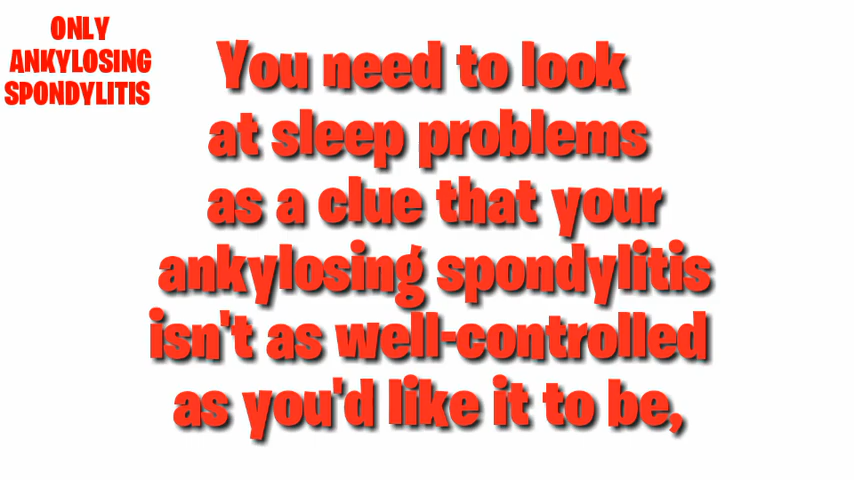 ONLY
ANKYLOSING
SPONDYLITIS
You need to look
at sleep problems
as a clue that your
ankylosing spondylitis
isn't as well-controlled
as you'd like it to be,